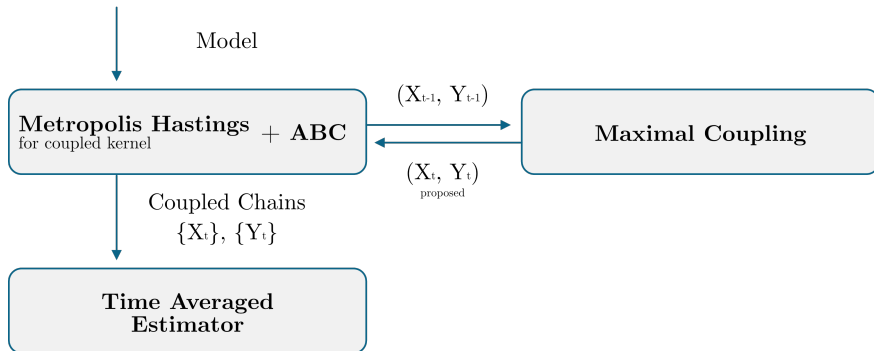 Model
Metropolis Hastings + ABC
for coupled kernel
(Xt-1, Yt-1)
Maximal Coupling
(Xt, Yt)
proposed
Coupled Chains
{Xt}, {Yt}
Time Averaged
Estimator